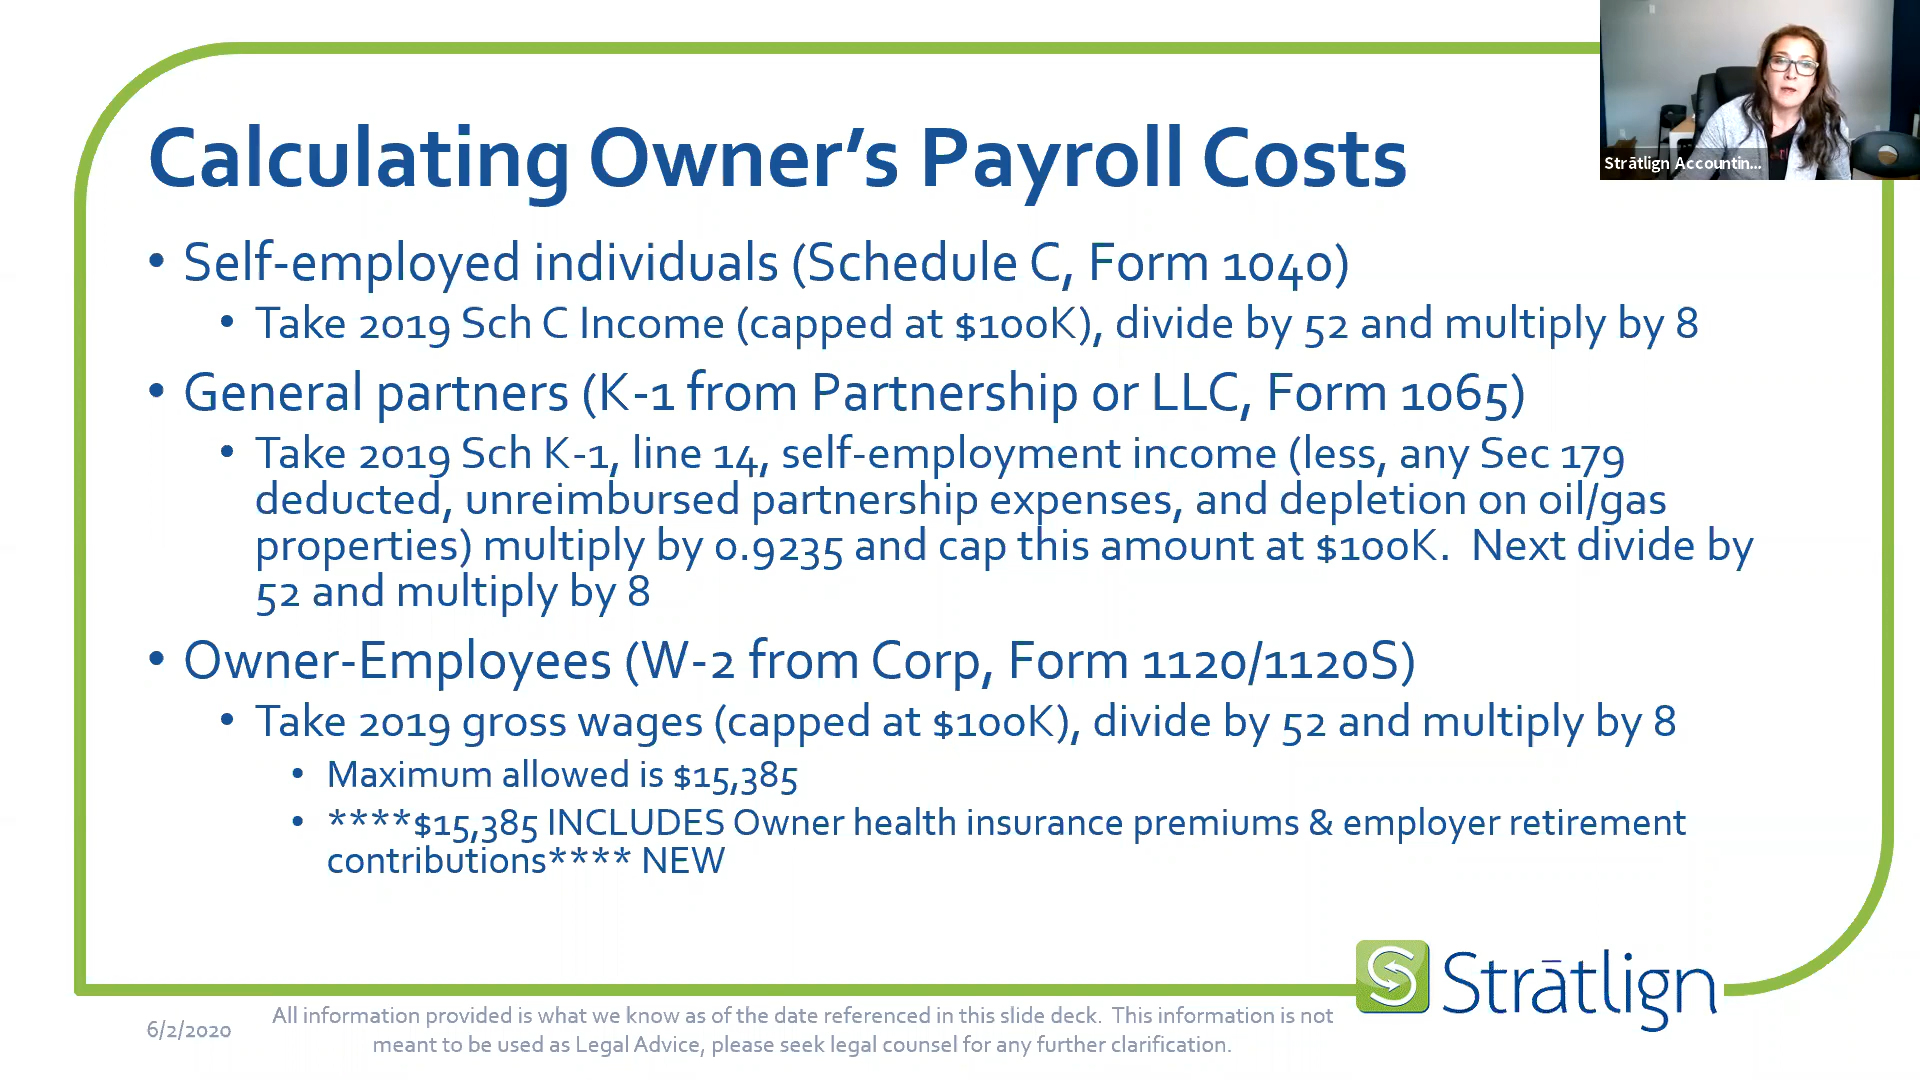 Calculating Owner’s Payroll Costs
Strātlign Accountin...
• Self-employed individuals (Schedule C, Form 1040)
• Take 2019 Sch C Income (capped at $100K), divide by 52 and multiply by 8
• General partners (K-1 from Partnership or LLC, Form 1065)
• Take 2019 Sch K-1, line 14, self-employment income (less, any Sec 179
deducted, unreimbursed partnership expenses, and depletion on oil/gas
properties) multiply by 0.9235 and cap this amount at $100K.  Next divide by
52 and multiply by 8
• Owner-Employees (W-2 from Corp, Form 1120/1120S)
• Take 2019 gross wages (capped at $100K), divide by 52 and multiply by 8
• Maximum allowed is $15,385
• ****$15,385 INCLUDES Owner health insurance premiums & employer retirement
contributions**** NEW
Strātlign
6/2/2020
All information provided is what we know as of the date referenced in this slide deck.  This information is not
meant to be used as Legal Advice, please seek legal counsel for any further clarification.